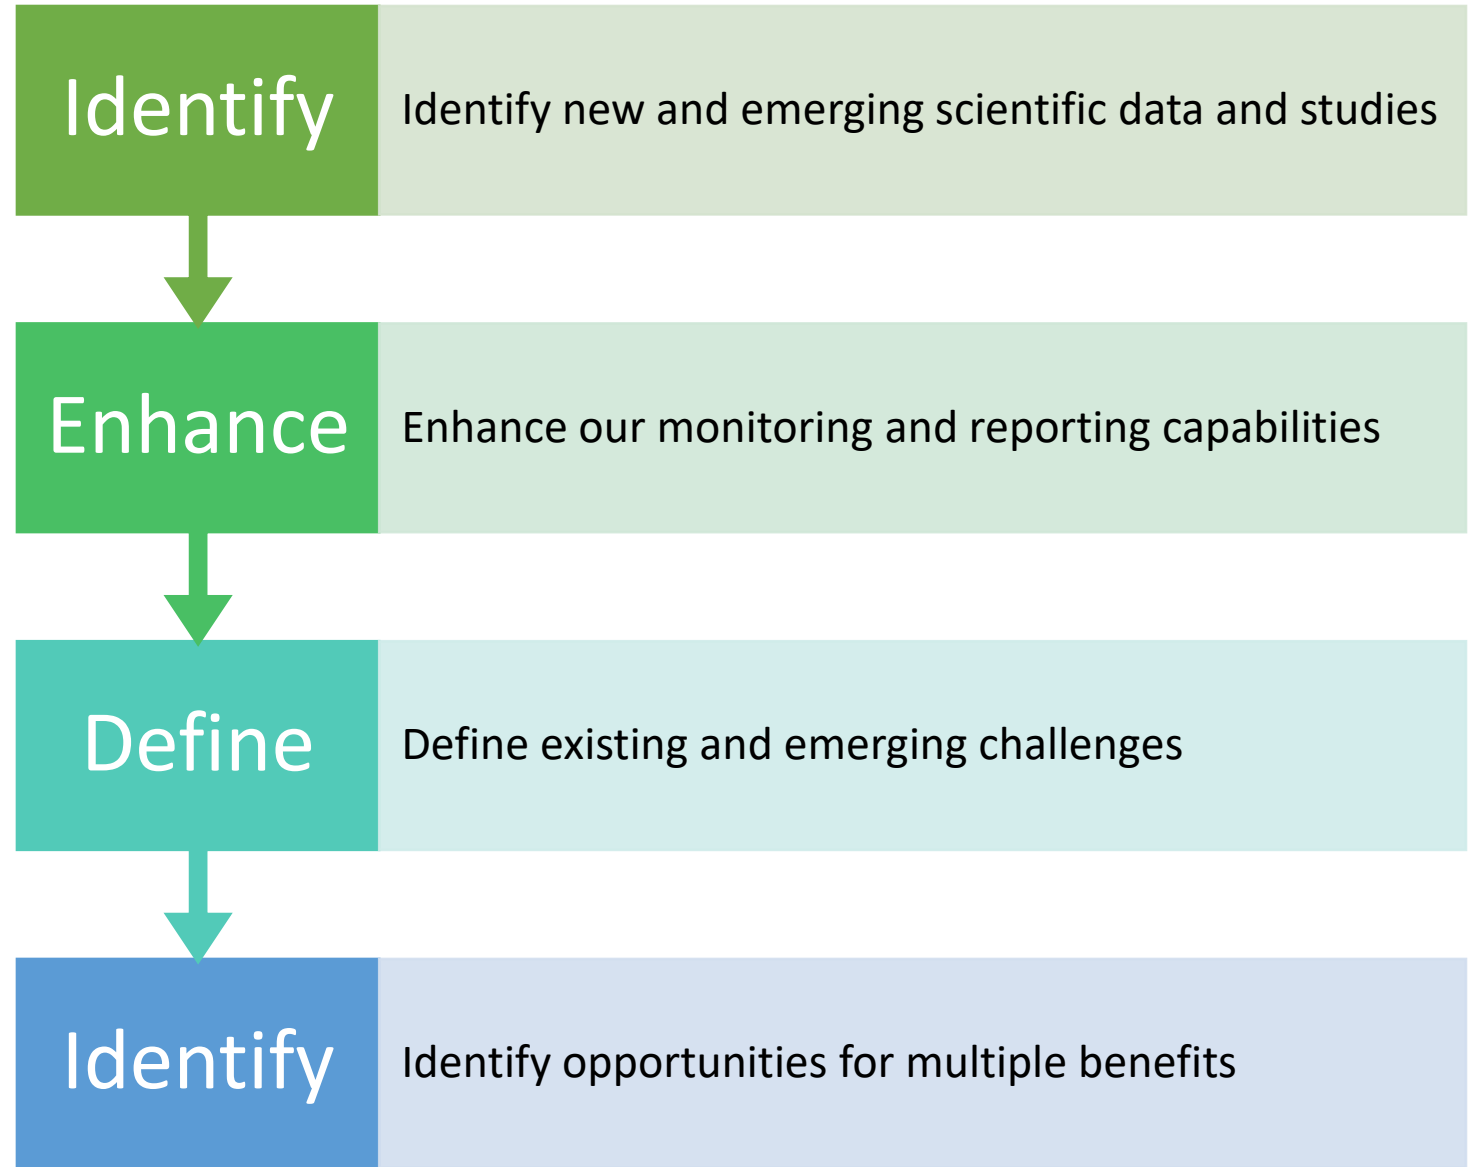 Identify
Identify new and emerging scientific data and studies
Enhance
Enhance our monitoring and reporting capabilities
Define
Define existing and emerging challenges
Identify
Identify opportunities for multiple benefits